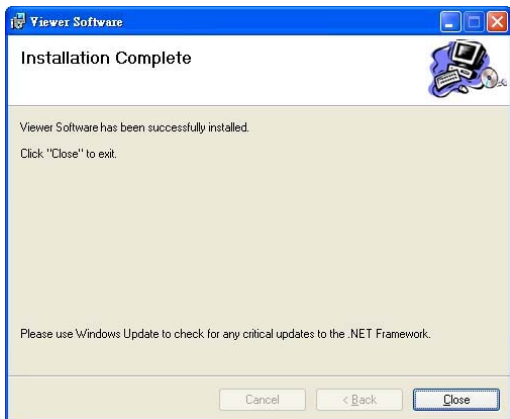 Viewer Software
Installation Complete
Viewer Software has been successfully installed.
Click "Close" to exit.
Please use Windows Update to check for any critical updates to the .NET Framework.
Cancel
< Back
Close